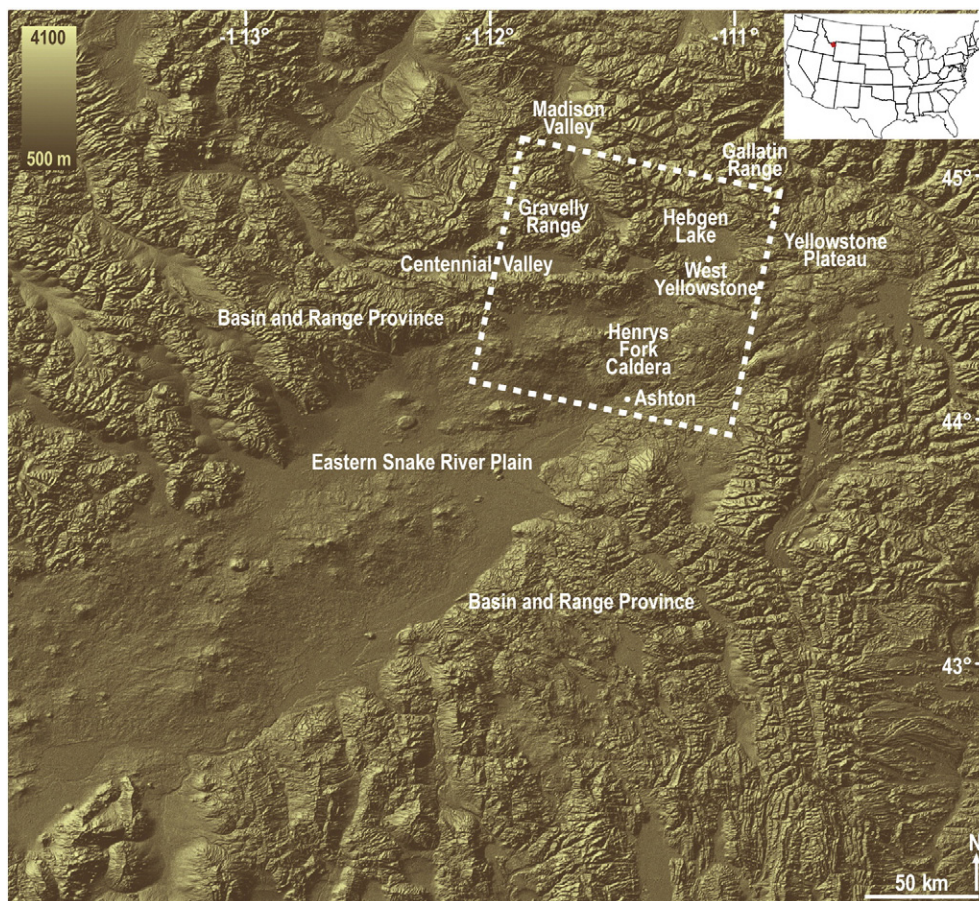 4100
500 m
-113°
-112°
-111°
Madison
Valley
Gallatin
Range
45°
Gravelly
Range
Hebgen
Lake
Yellowstone
Plateau
Centennial Valley
West
Yellowstone
Basin and Range Province
Henrys
Fork
Caldera
Ashton
44°
Eastern Snake River Plain
Basin and Range Province
43°
N
50 km